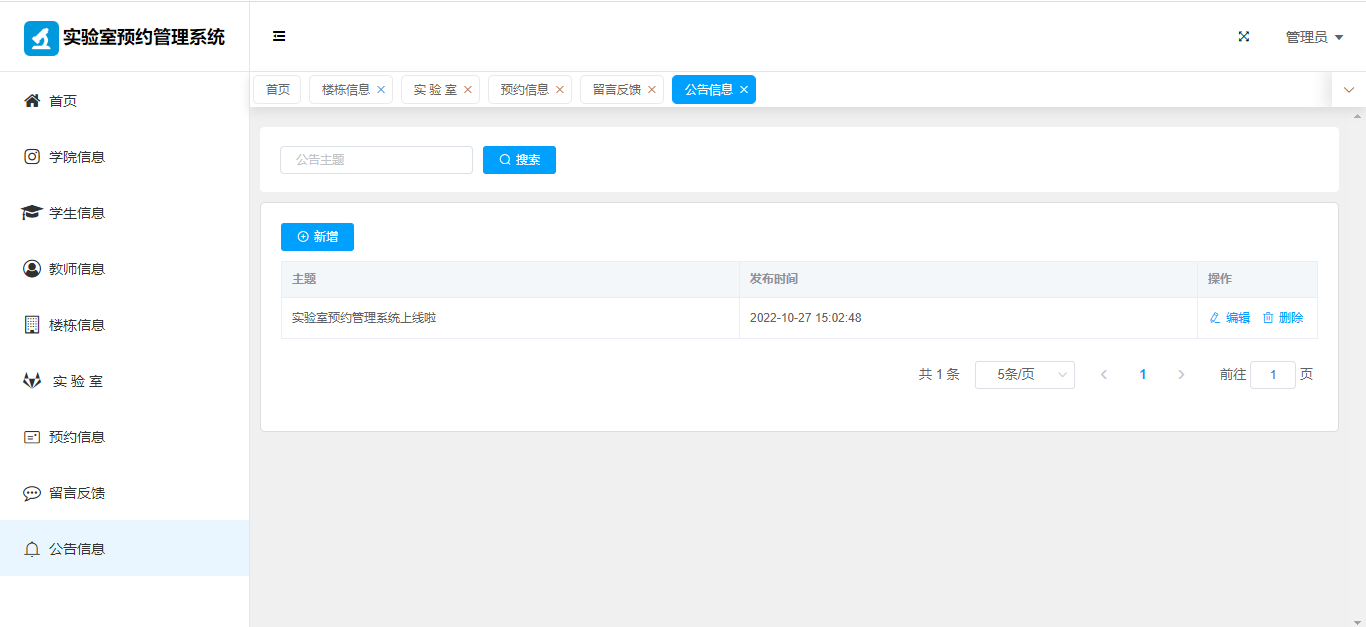 实验室预约管理系统
管理员
首页 楼栋信息 实 验 室 预约信息 留言反馈 公告信息
首页
学院信息
学生信息
教师信息
楼栋信息
实 验 室
预约信息
留言反馈
公告信息
公告主题 搜索
新增
主题 发布时间 操作
实验室预约管理系统上线啦 2022-10-27 15:02:48 编辑 删除
共 1 条 5条/页 1 前往 1 页